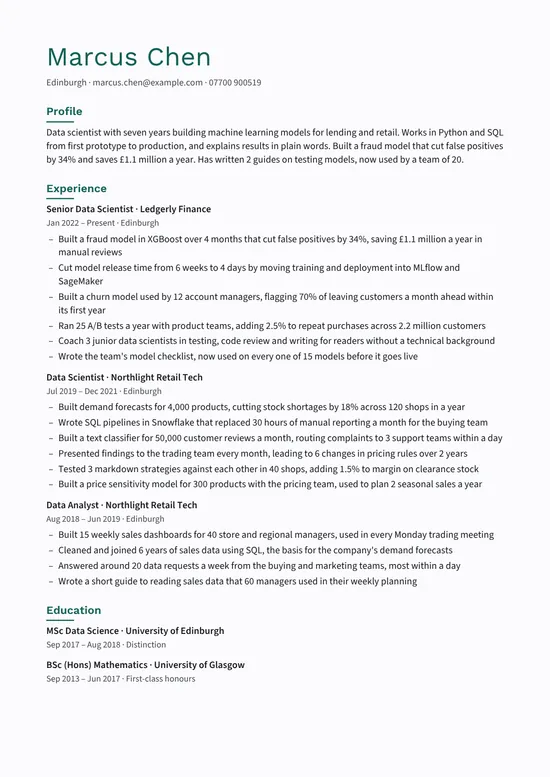 Marcus Chen
Edinburgh · marcus.chen@example.com · 07700 900519
Profile
Data scientist with seven years building machine learning models for lending and retail. Works in Python and SQL
from first prototype to production, and explains results in plain words. Built a fraud model that cut false positives
by 34% and saves £1.1 million a year. Has written 2 guides on testing models, now used by a team of 20.
Experience
Senior Data Scientist · Ledgerly Finance
Jan 2022 – Present · Edinburgh
– Built a fraud model in XGBoost over 4 months that cut false positives by 34%, saving £1.1 million a year in
manual reviews
– Cut model release time from 6 weeks to 4 days by moving training and deployment into MLflow and
SageMaker
– Built a churn model used by 12 account managers, flagging 70% of leaving customers a month ahead within
its first year
– Ran 25 A/B tests a year with product teams, adding 2.5% to repeat purchases across 2.2 million customers
– Coach 3 junior data scientists in testing, code review and writing for readers without a technical background
– Wrote the team's model checklist, now used on every one of 15 models before it goes live
Data Scientist · Northlight Retail Tech
Jul 2019 – Dec 2021 · Edinburgh
– Built demand forecasts for 4,000 products, cutting stock shortages by 18% across 120 shops in a year
– Wrote SQL pipelines in Snowflake that replaced 30 hours of manual reporting a month for the buying team
– Built a text classifier for 50,000 customer reviews a month, routing complaints to 3 support teams within a day
– Presented findings to the trading team every month, leading to 6 changes in pricing rules over 2 years
– Tested 3 markdown strategies against each other in 40 shops, adding 1.5% to margin on clearance stock
– Built a price sensitivity model for 300 products with the pricing team, used to plan 2 seasonal sales a year
Data Analyst · Northlight Retail Tech
Aug 2018 – Jun 2019 · Edinburgh
– Built 15 weekly sales dashboards for 40 store and regional managers, used in every Monday trading meeting
– Cleaned and joined 6 years of sales data using SQL, the basis for the company's demand forecasts
– Answered around 20 data requests a week from the buying and marketing teams, most within a day
– Wrote a short guide to reading sales data that 60 managers used in their weekly planning
Education
MSc Data Science · University of Edinburgh
Sep 2017 – Aug 2018 · Distinction
BSc (Hons) Mathematics · University of Glasgow
Sep 2013 – Jun 2017 · First-class honours